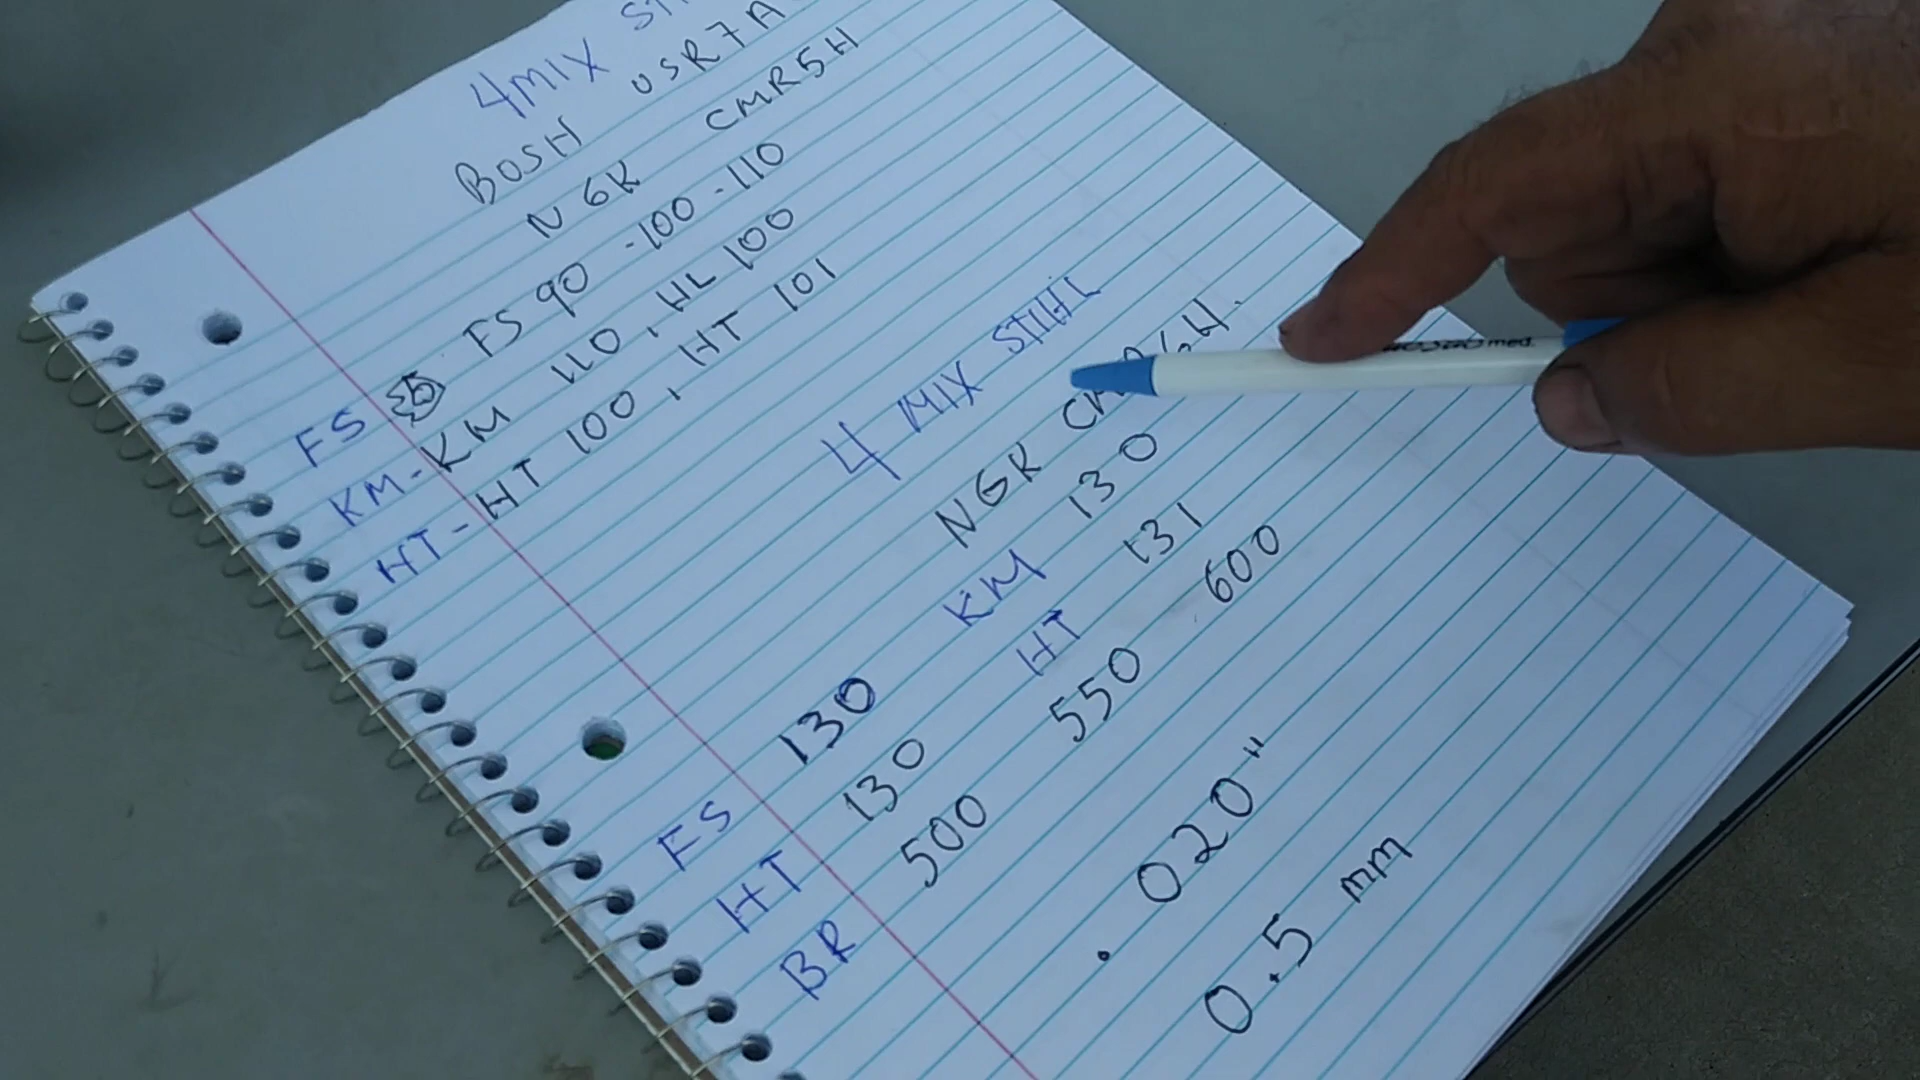 4MIX
BOSH USR7A
NGK CMR5H
FS FS 90 -100 -110
KM-KM 110, HL 100
HT-HT 100, HT 101
4 MIX STIHL
NGK
FS 130 KM 130
HT 130 HT 131
BR 500 550 600
.020"
0.5 mm
med.